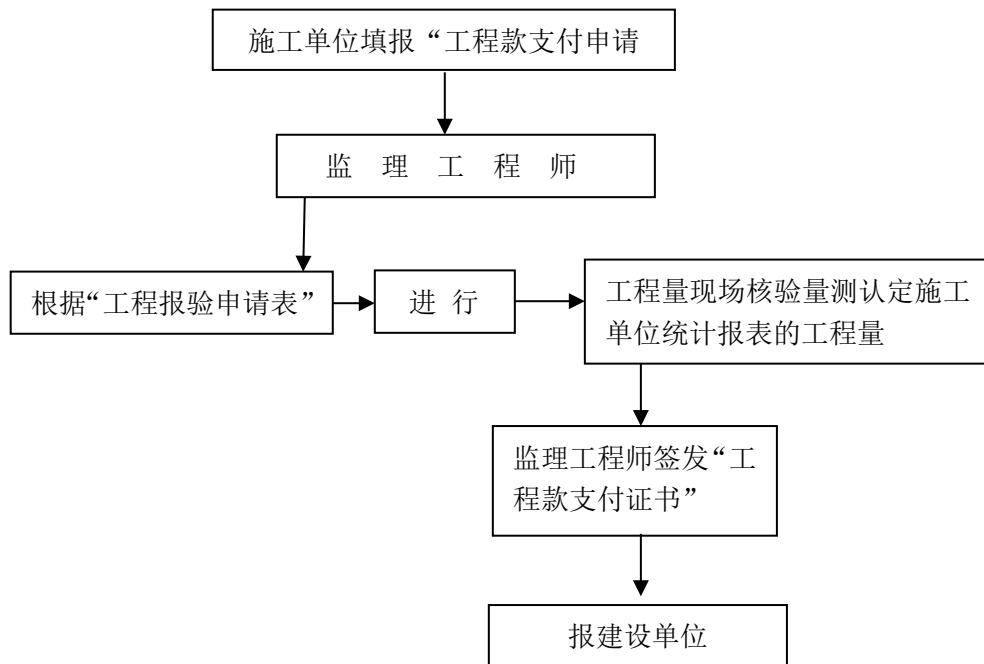 施工单位填报“工程款支付申请
监 理 工 程 师
根据“工程报验申请表”
进 行
工程量现场核验量测认定施工
单位统计报表的工程量
监理工程师签发“工
程款支付证书”
报建设单位